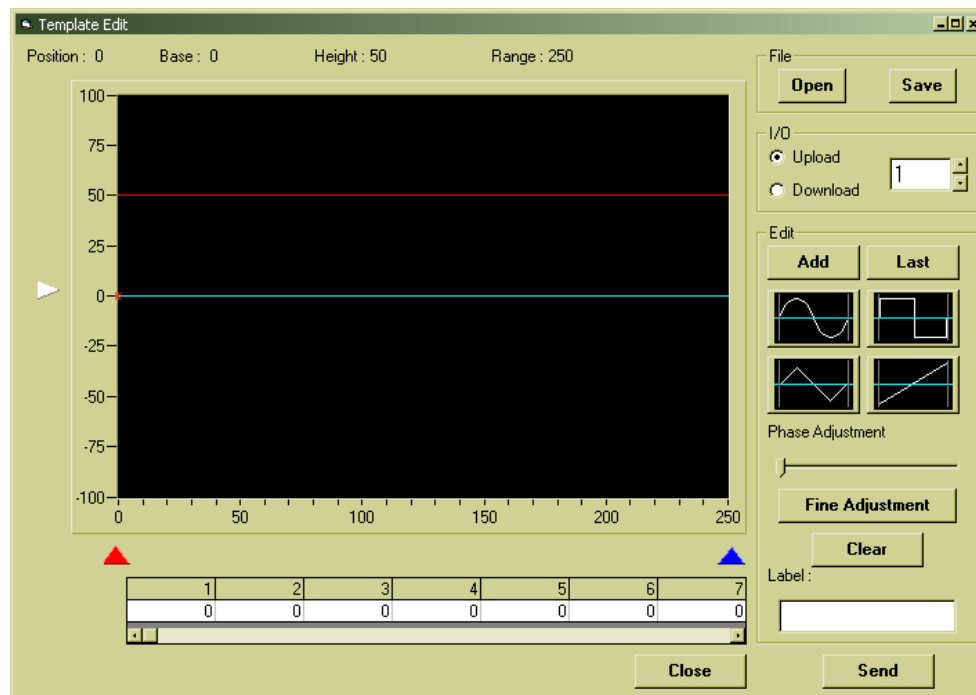 Template Edit
Position : 0 Base : 0 Height : 50 Range : 250
File
Open Save
I/O
Upload
1
Download
Edit
Add Last
Phase Adjustment
Fine Adjustment
Clear
Label :
100
75
50
25
0
-25
-50
-75
-100
0 50 100 150 200 250
1 2 3 4 5 6 7
0 0 0 0 0 0 0
Close Send